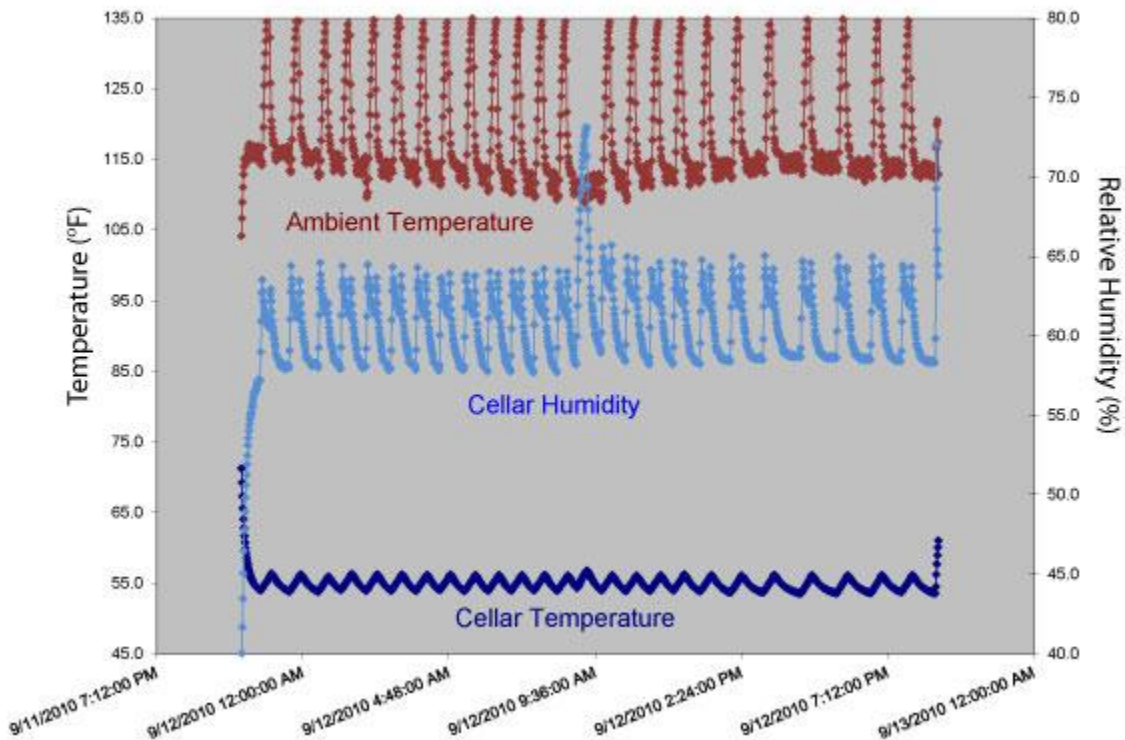 135.0
125.0
115.0
105.0
95.0
85.0
75.0
65.0
55.0
45.0
Temperature (°F)
Ambient Temperature
Cellar Humidity
Cellar Temperature
80.0
75.0
70.0
65.0
60.0
55.0
50.0
45.0
40.0
Relative Humidity (%)
9/11/2010 7:12:00 PM
9/12/2010 12:00:00 AM
9/12/2010 4:48:00 AM
9/12/2010 9:36:00 AM
9/12/2010 2:24:00 PM
9/12/2010 7:12:00 PM
9/13/2010 12:00:00 AM